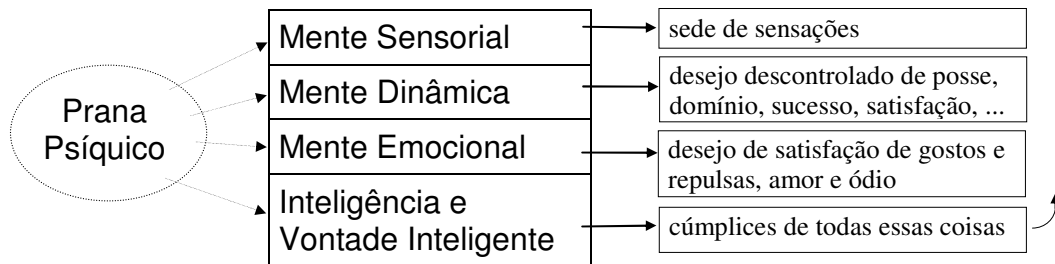 Prana
Psíquico
Mente Sensorial
Mente Dinâmica
Mente Emocional
Inteligência e
Vontade Inteligente
sede de sensações
desejo descontrolado de posse,
domínio, sucesso, satisfação, ...
desejo de satisfação de gostos e
repulsas, amor e ódio
cúmplices de todas essas coisas